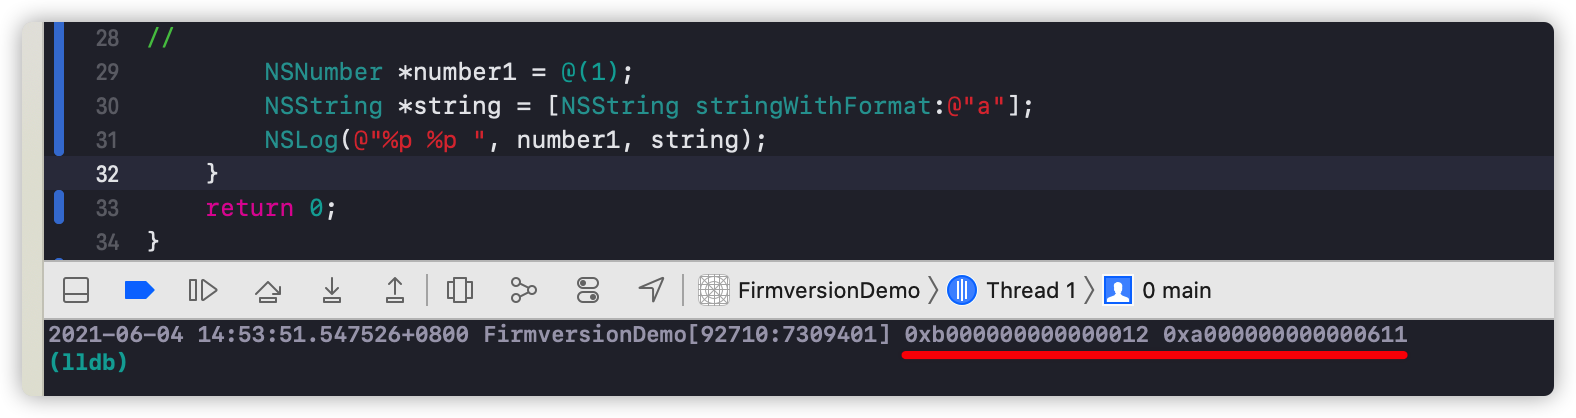 28 //
29 NSNumber *number1 = @(1);
30 NSString *string = [NSString stringWithFormat:@"a"];
31 NSLog(@"%p %p ", number1, string);
32 }
33 return 0;
34 }
FirmversionDemo Thread 1 0 main
2021-06-04 14:53:51.547526+0800 FirmversionDemo[92710:7309401] 0xb000000000000012 0xa000000000000611
(lldb)